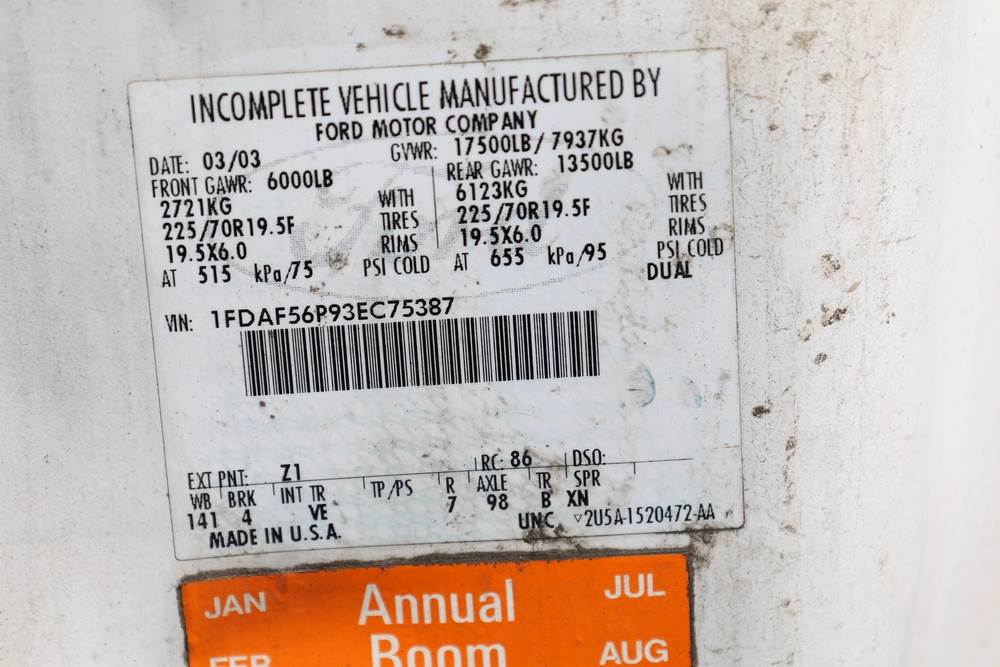 INCOMPLETE VEHICLE MANUFACTURED BY
FORD MOTOR COMPANY
DATE: 03/03 GVWR: 17500LB/7937KG
FRONT GAWR: 6000LB REAR GAWR: 13500LB
2721KG WITH 6123KG WITH
225/70R19.5F TIRES 225/70R19.5F TIRES
19.5X6.0 RIMS 19.5X6.0 RIMS
AT 515 kPa/75 PSI COLD AT 655 kPa/95 PSI COLD
DUAL
VIN: 1FDAF56P93EC75387
EXT PNT: Z1 RC: 86 DSO:
WB BRK INT TR TP/PS R AXLE TR SPR
141 4 VE 7 98 B XN
MADE IN U.S.A. UNC ▽2U5A-1520472-AA
JAN Annual JUL
FEB Boom AUG